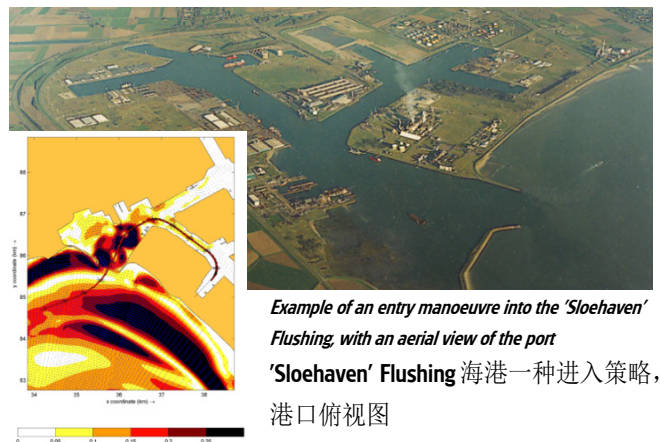 88
87
86
85
84
83
y coordinate (km) →
34 35 36 37 38
x coordinate (km) →
0 0.05 0.1 0.15 0.2 0.25
Example of an entry manoeuvre into the 'Sloehaven'
Flushing, with an aerial view of the port
'Sloehaven' Flushing 海港一种进入策略，
港口俯视图